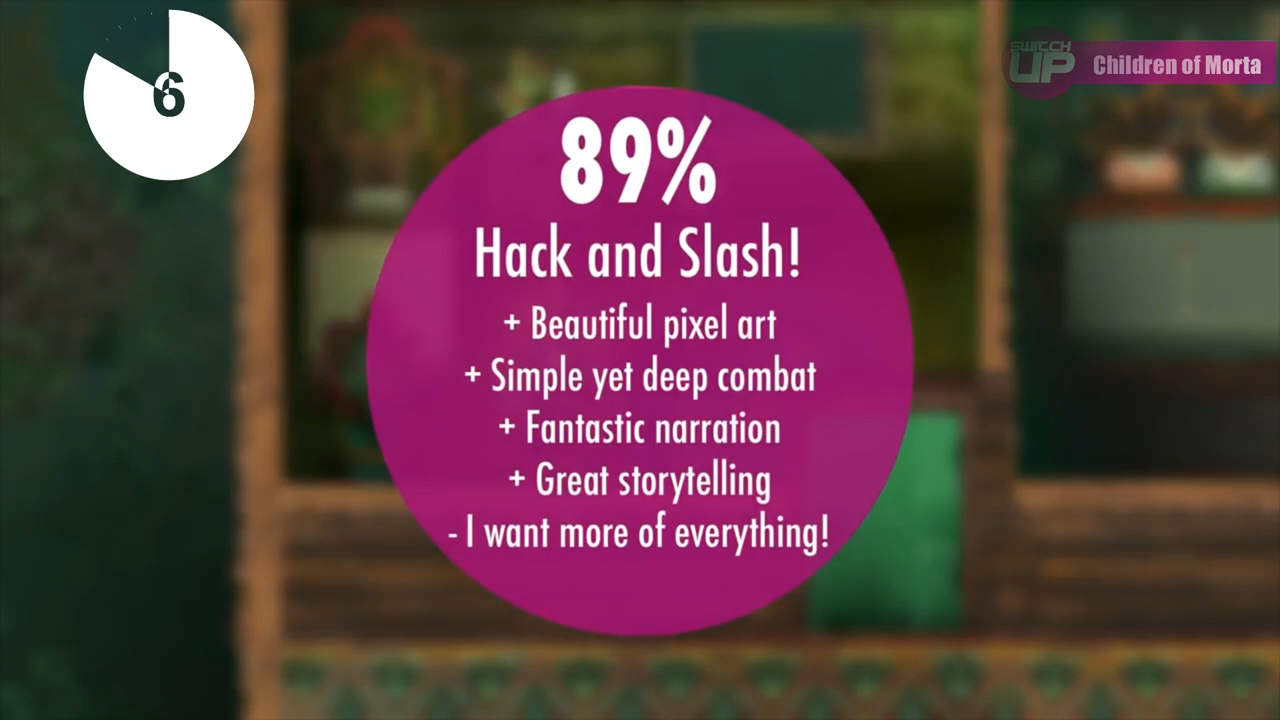 6
SWITCH
UP
Children of Morta
89%
Hack and Slash!
+ Beautiful pixel art
+ Simple yet deep combat
+ Fantastic narration
+ Great storytelling
- I want more of everything!